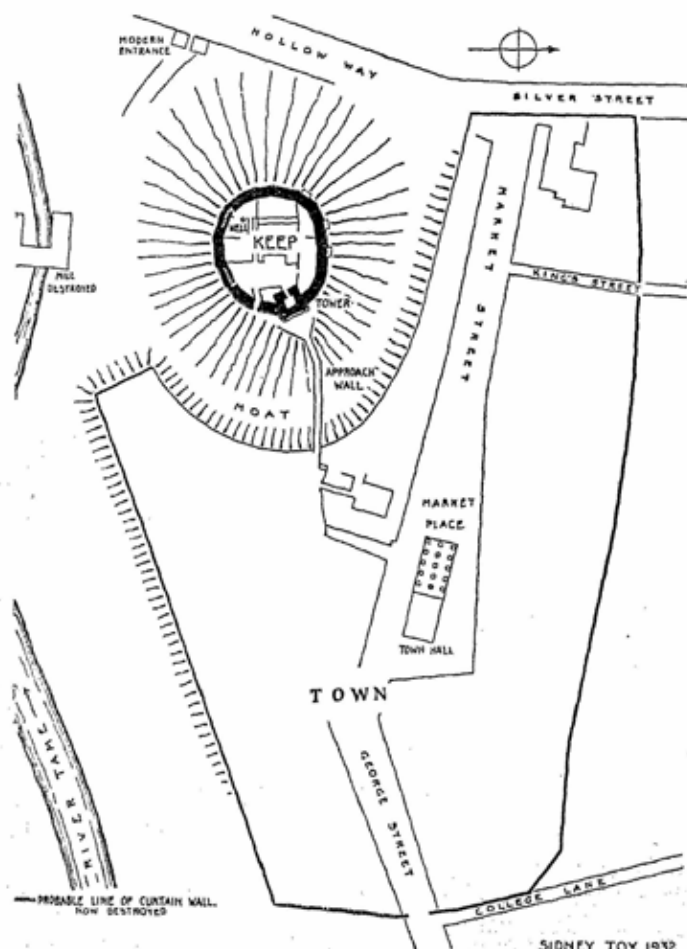 MODERN
ENTRANCE
HOLLOW WAY
SILVER STREET
MARKET STREET
WELL
KEEP
KING'S STREET
MILL
DESTROYED
TOWER
APPROACH
WALL
MOAT
MARKET
PLACE
TOWN HALL
TOWN
GEORGE STREET
RIVER TAME
COLLEGE LANE
PROBABLE LINE OF CURTAIN WALL.
NOW DESTROYED
SIDNEY TOY 1932